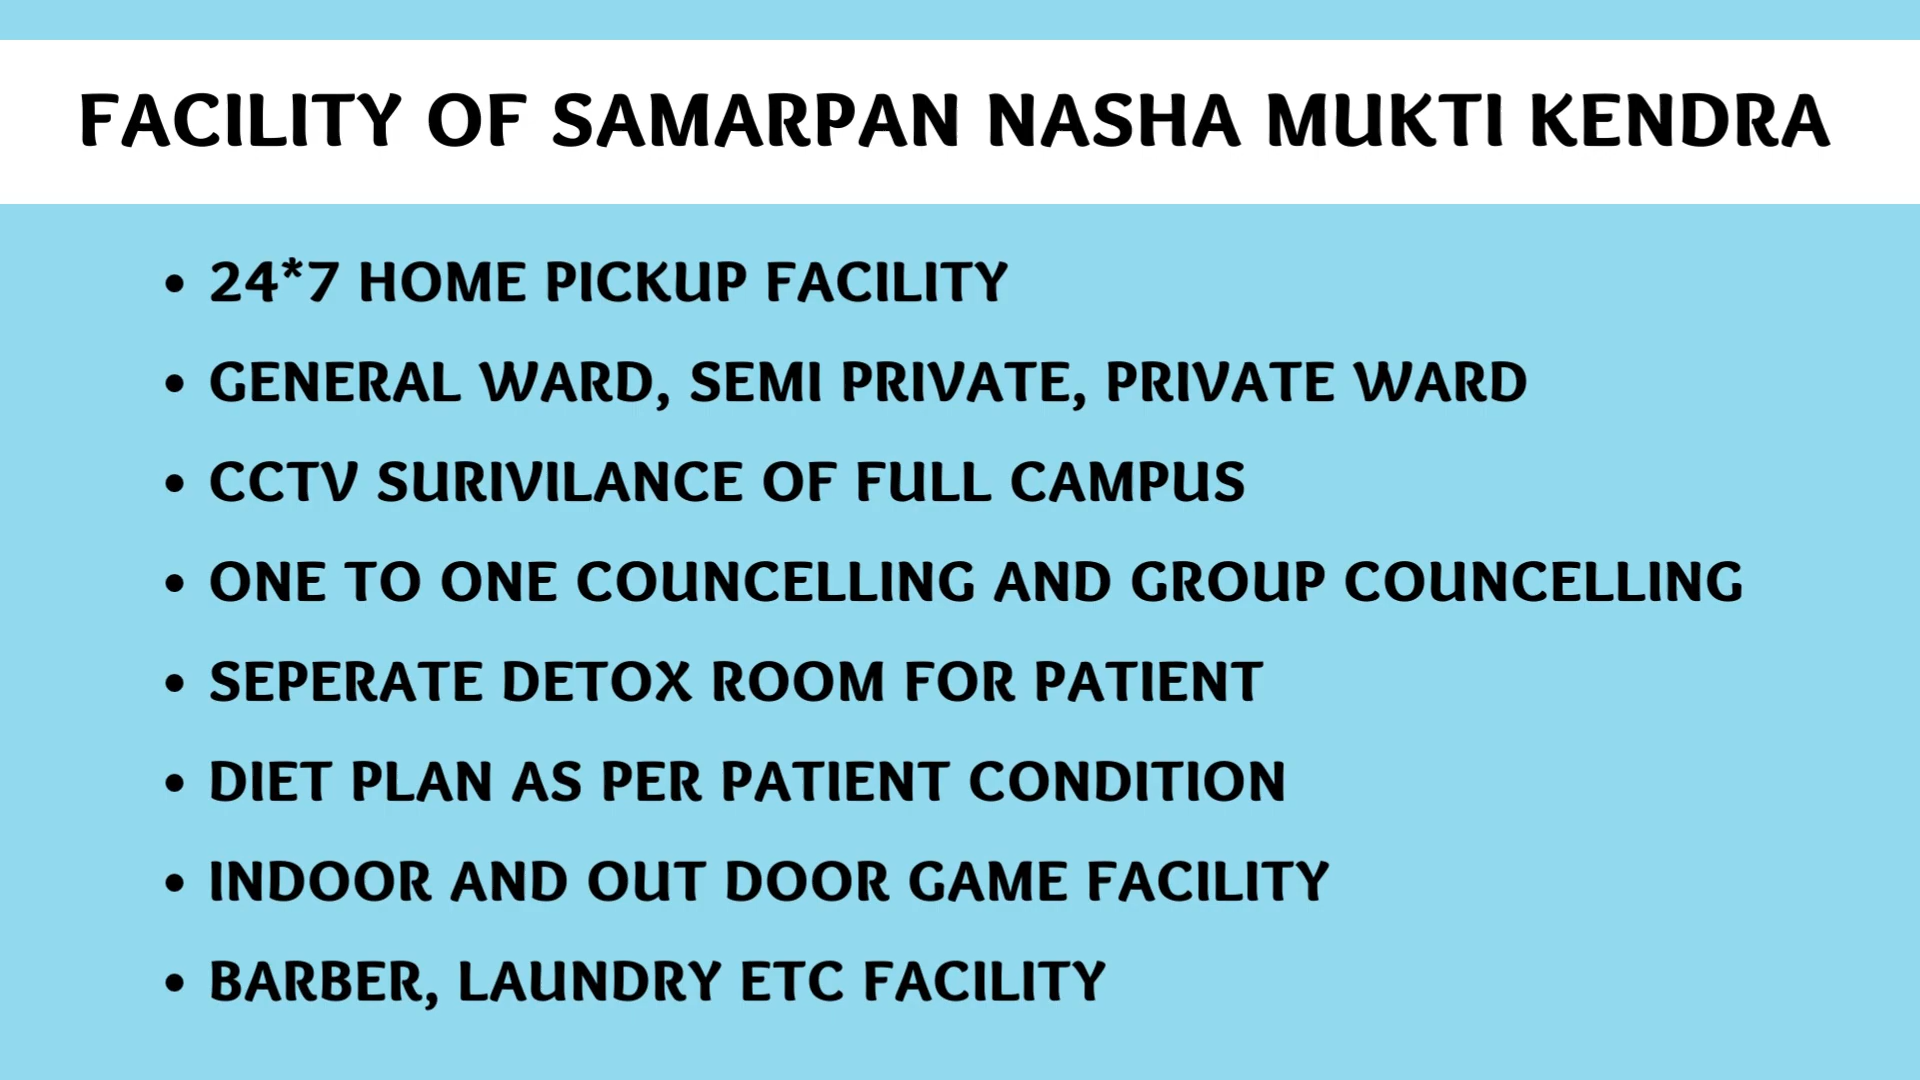 FACILITY OF SAMARPAN NASHA MUKTI KENDRA
• 24*7 HOME PICKUP FACILITY
• GENERAL WARD, SEMI PRIVATE, PRIVATE WARD
• CCTV SURIVILANCE OF FULL CAMPUS
• ONE TO ONE COUNCELLING AND GROUP COUNCELLING
• SEPERATE DETOX ROOM FOR PATIENT
• DIET PLAN AS PER PATIENT CONDITION
• INDOOR AND OUT DOOR GAME FACILITY
• BARBER, LAUNDRY ETC FACILITY